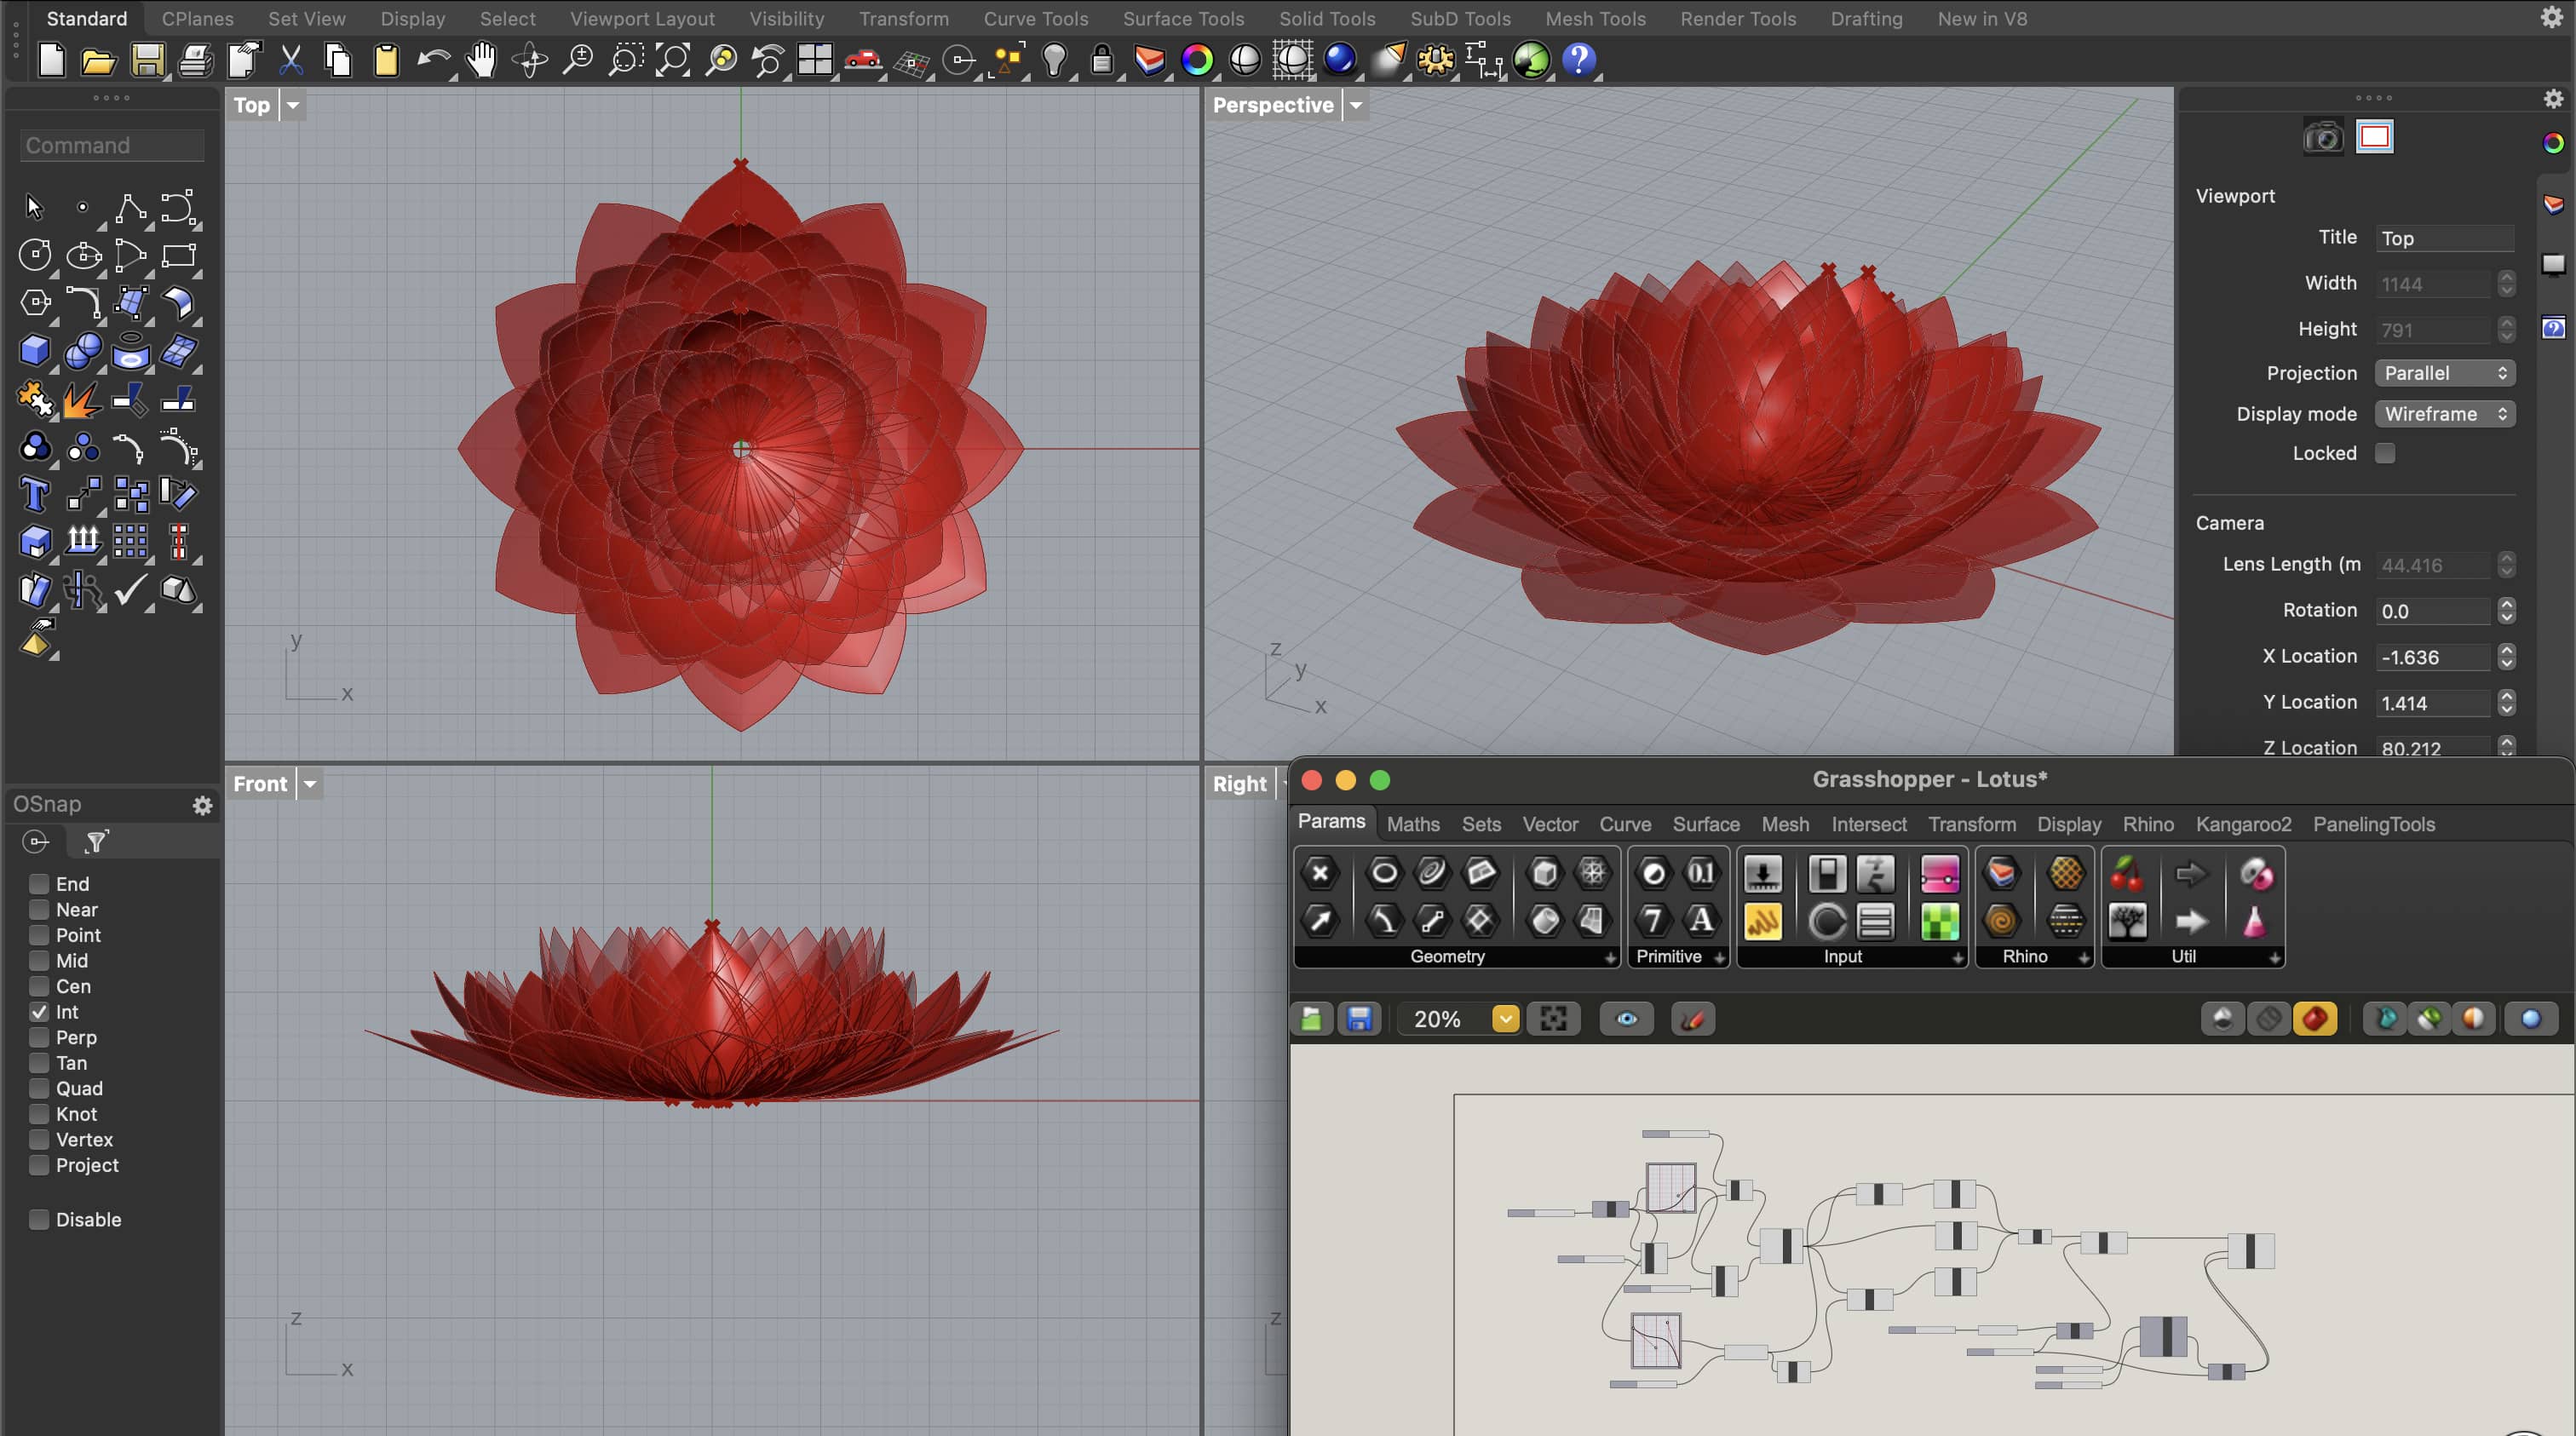 Standard CPlanes Set View Display Select Viewport Layout Visibility Transform Curve Tools Surface Tools Solid Tools SubD Tools Mesh Tools Render Tools Drafting New in V8
Command
Top
Perspective
y
x
z
y
x
Viewport
Title Top
Width 1144
Height 791
Projection Parallel
Display mode Wireframe
Locked
Camera
Lens Length (m 44.416
Rotation 0.0
X Location -1.636
Y Location 1.414
Z Location 80.212
OSnap
End
Near
Point
Mid
Cen
Int
Perp
Tan
Quad
Knot
Vertex
Project
Disable
Front
z
x
Right
z
Grasshopper - Lotus*
Params Maths Sets Vector Curve Surface Mesh Intersect Transform Display Rhino Kangaroo2 PanelingTools
0.1
7 A
Geometry Primitive Input Rhino Util
20%